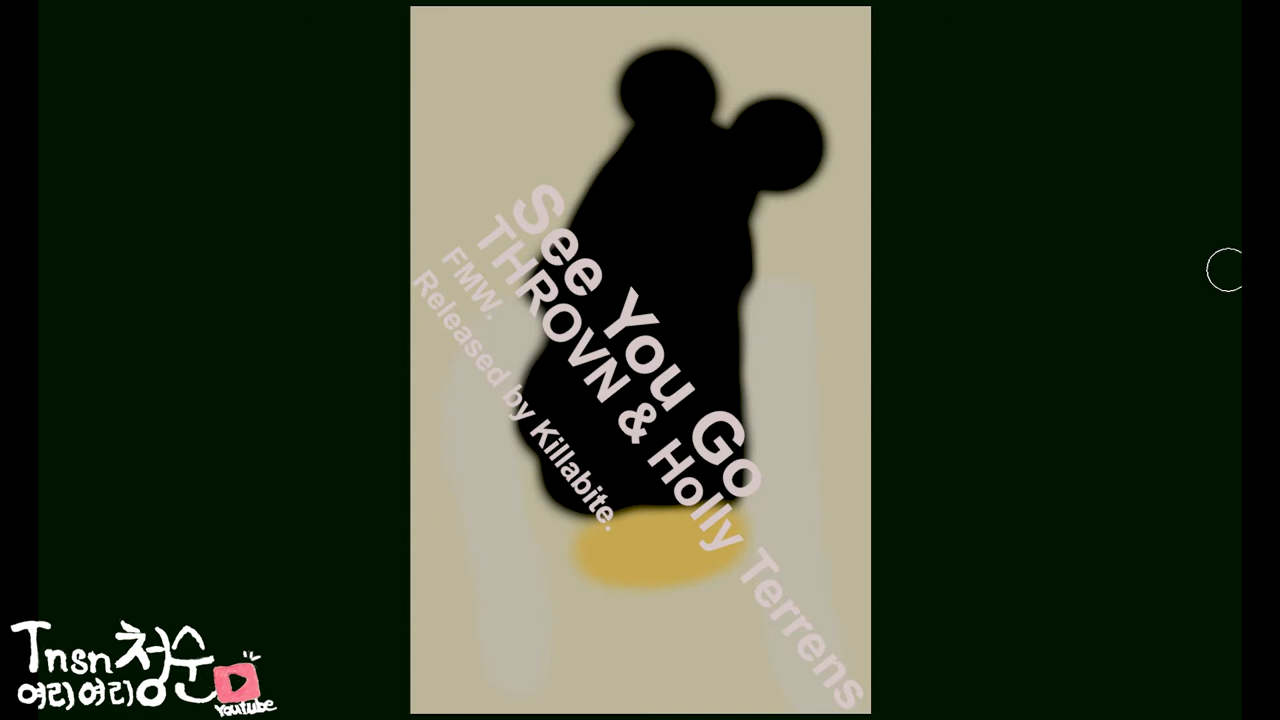 See You Go
THROVN & Holly Terrens
FMW.
Released by Killabite.
Tnsn청순
여리여리
YouTube